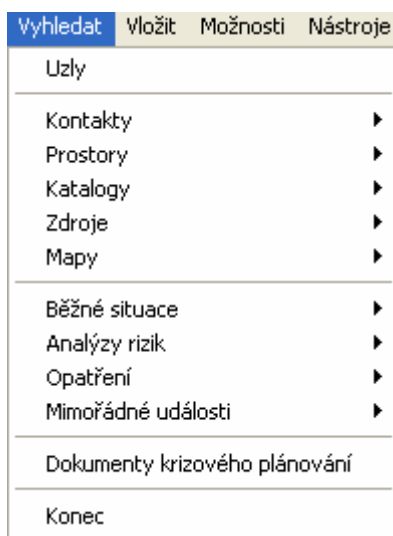 Vyhledat Vložit Možnosti Nástroje
Uzly
Kontakty
Prostory
Katalogy
Zdroje
Mapy
Běžné situace
Analýzy rizik
Opatření
Mimořádné události
Dokumenty krizového plánování
Konec